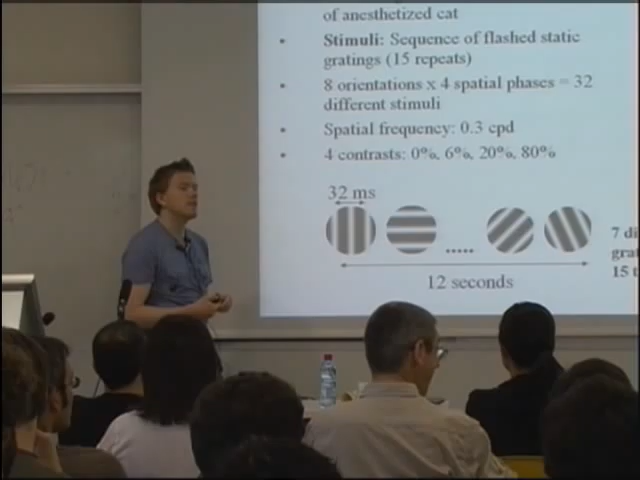 of anesthetized cat
• Stimuli: Sequence of flashed static
gratings (15 repeats)
• 8 orientations x 4 spatial phases = 32
different stimuli
• Spatial frequency: 0.3 cpd
• 4 contrasts: 0%, 6%, 20%, 80%
32 ms
.....
12 seconds
7 di
grat
15 t